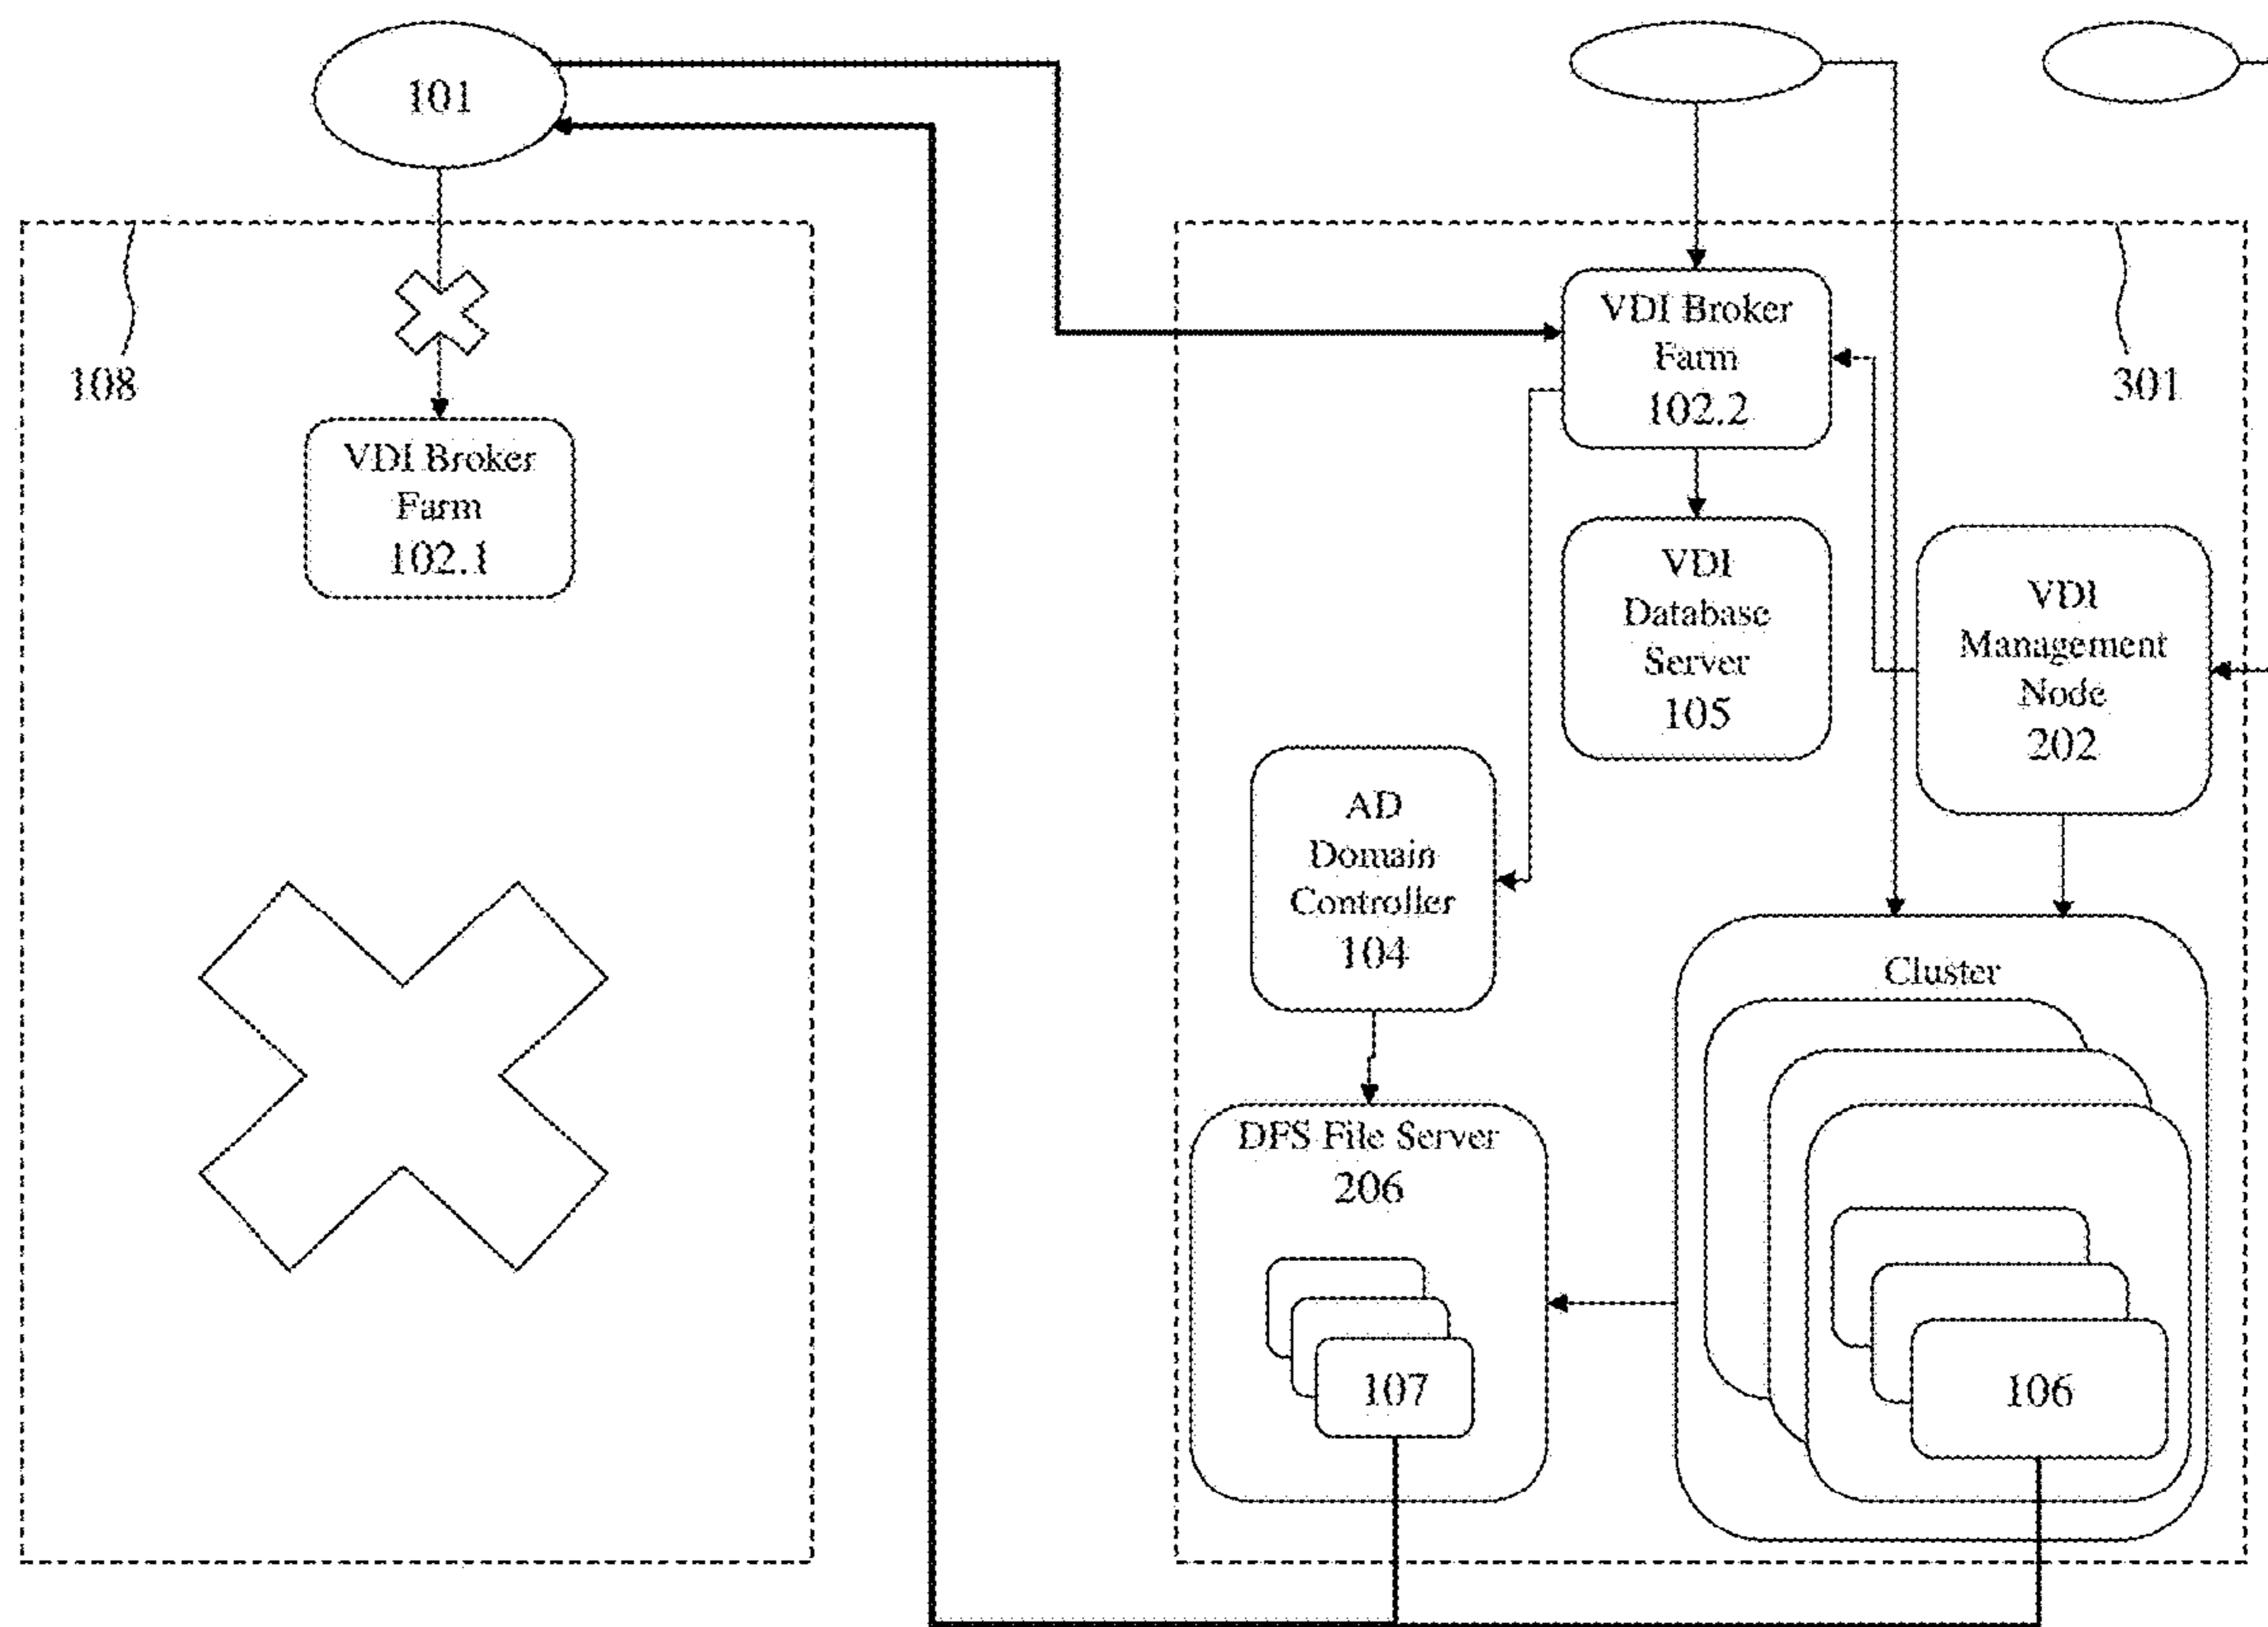 101
108
VDI Broker
Farm
102.1
VDI Broker
Farm
102.2
301
VDI
Database
Server
105
VDI
Management
Node
202
AD
Domain
Controller
104
Cluster
DFS File Server
206
107
106